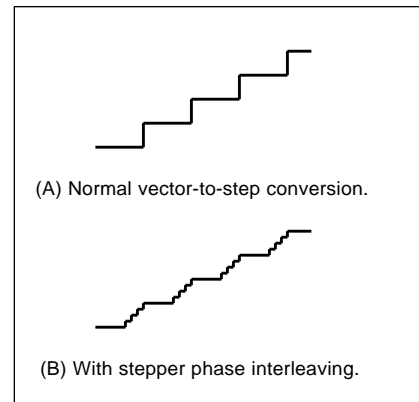 (A) Normal vector-to-step conversion.
(B) With stepper phase interleaving.